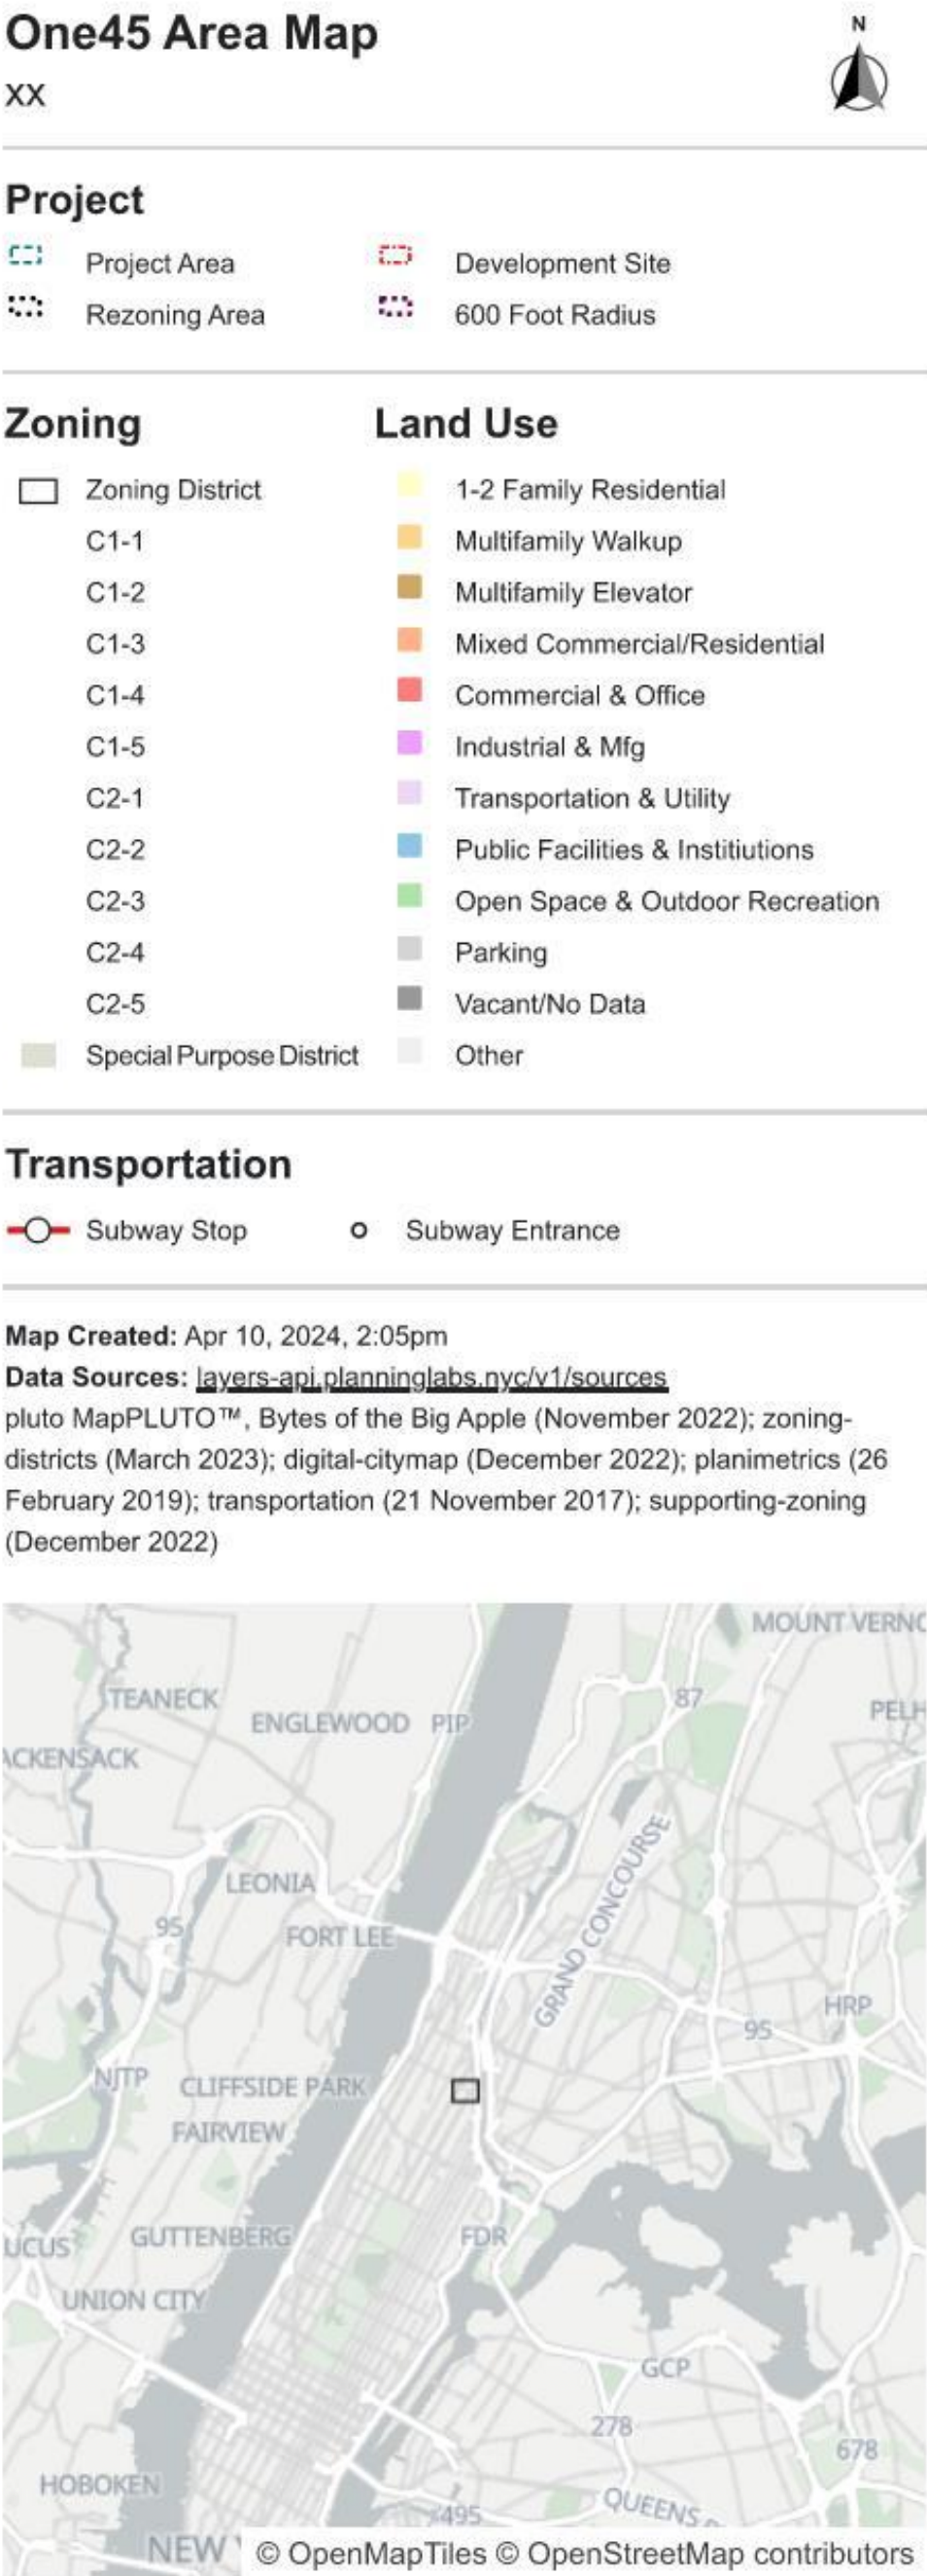 One45 Area Map
N
XX
Project
Project Area
Development Site
Rezoning Area
600 Foot Radius
Zoning
Land Use
Zoning District
1-2 Family Residential
C1-1
Multifamily Walkup
C1-2
Multifamily Elevator
C1-3
Mixed Commercial/Residential
C1-4
Commercial & Office
C1-5
Industrial & Mfg
C2-1
Transportation & Utility
C2-2
Public Facilities & Institiutions
C2-3
Open Space & Outdoor Recreation
C2-4
Parking
C2-5
Vacant/No Data
Special Purpose District
Other
Transportation
Subway Stop
Subway Entrance
Map Created: Apr 10, 2024, 2:05pm
Data Sources: layers-api.planninglabs.nyc/v1/sources
pluto MapPLUTO™, Bytes of the Big Apple (November 2022); zoning-
districts (March 2023); digital-citymap (December 2022); planimetrics (26
February 2019); transportation (21 November 2017); supporting-zoning
(December 2022)
MOUNT VERNO
TEANECK
87
ENGLEWOOD
PIP
PELH
ACKENSACK
GRAND CONCOURSE
LEONIA
95
FORT LEE
HRP
95
NJTP
CLIFFSIDE PARK
FAIRVIEW
GUTTENBERG
FDR
UCUS
UNION CITY
GCP
278
678
HOBOKEN
495
QUEENS
NEW
© OpenMapTiles © OpenStreetMap contributors